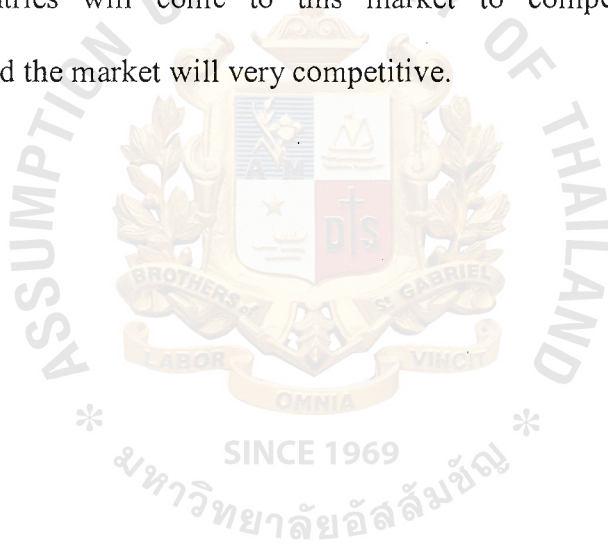 ntries will come to this market to compe
d the market will very competitive.
ASSUMPTION
OF THAILAND
A M
D S
BROTHERS of St GABRIEL
LABOR
VINCIT
OMNIA
* *
SINCE 1969
มหาวิทยาลัยอัสสัมชัญ